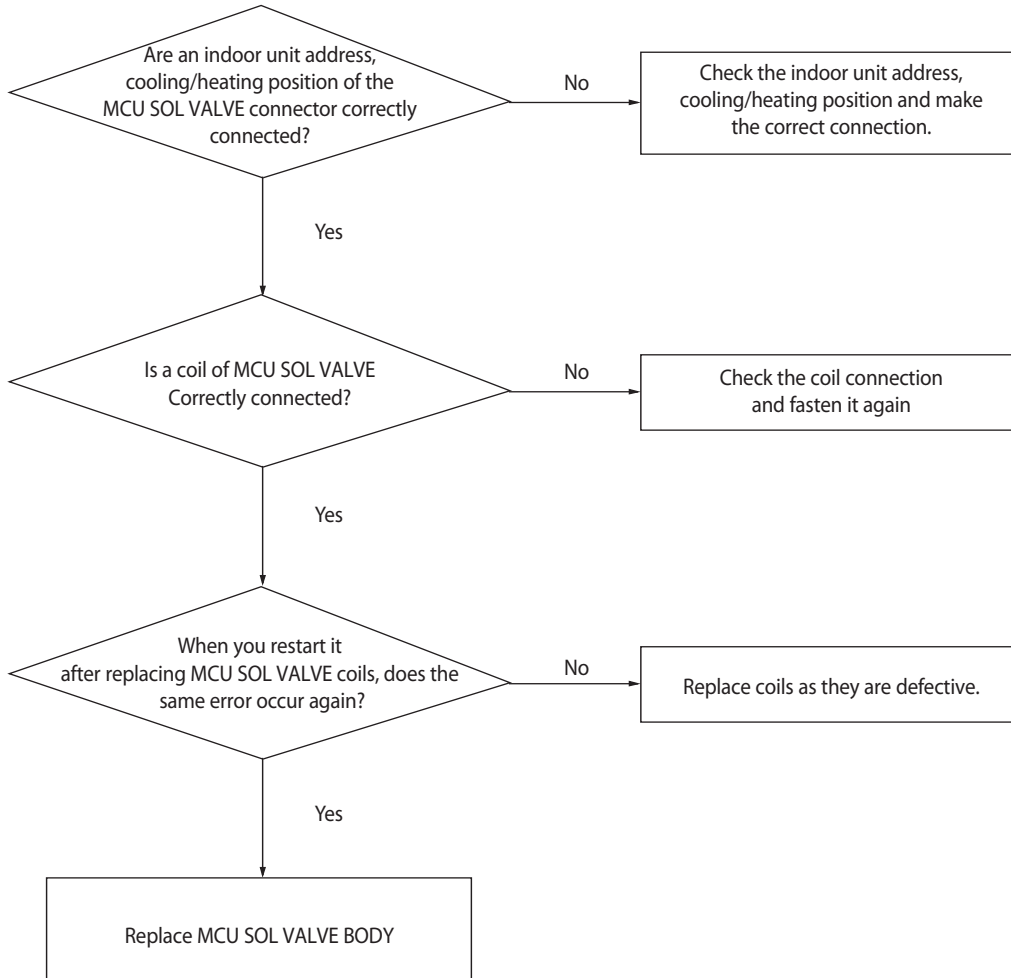 Are an indoor unit address,
cooling/heating position of the
MCU SOL VALVE connector correctly
connected?
No
Check the indoor unit address,
cooling/heating position and make
the correct connection.
Yes
Is a coil of MCU SOL VALVE
Correctly connected?
No
Check the coil connection
and fasten it again
Yes
When you restart it
after replacing MCU SOL VALVE coils, does the
same error occur again?
No
Replace coils as they are defective.
Yes
Replace MCU SOL VALVE BODY